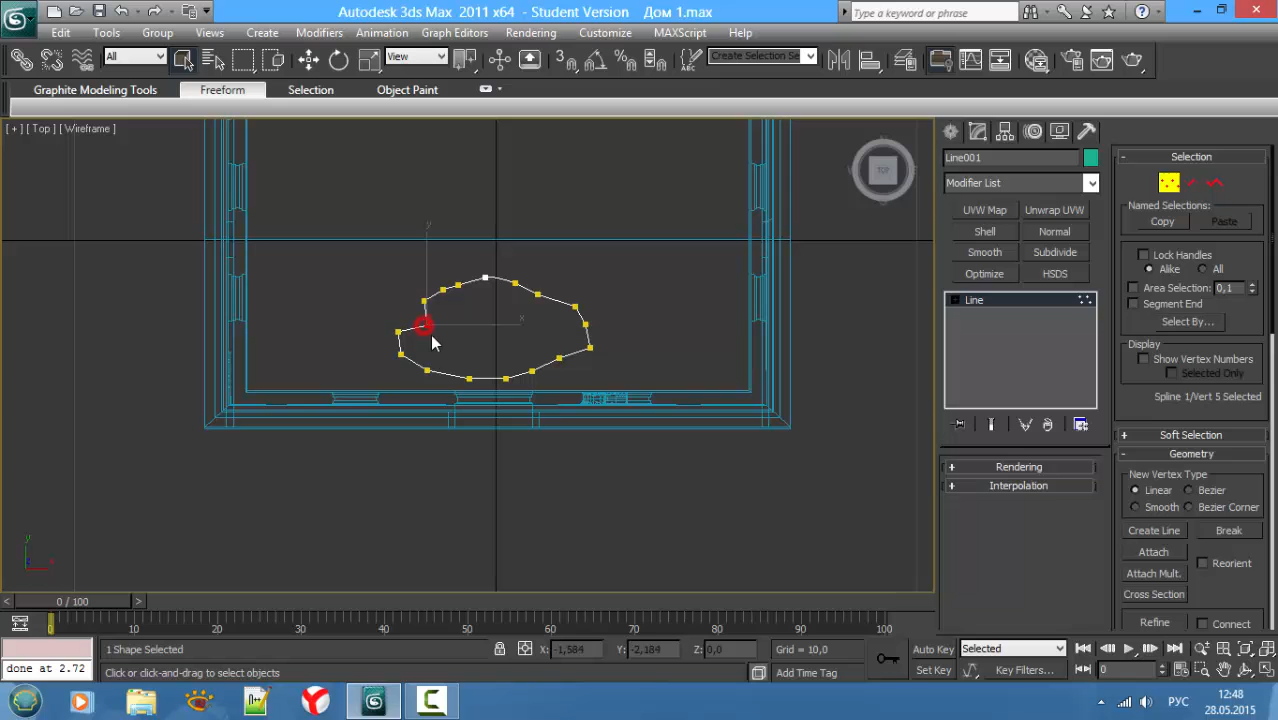 Autodesk 3ds Max 2011 x64 - Student Version Дом 1.max
Type a keyword or phrase
Edit Tools Group Views Create Modifiers Animation Graph Editors Rendering Customize MAXScript Help
All View Create Selection Se
Graphite Modeling Tools Freeform Selection Object Paint
[ + ] [ Top ] [ Wireframe ]
TOP
y
x
Line001
Modifier List
UVW Map Unwrap UVW
Shell Normal
Smooth Subdivide
Optimize HSDS
Line
Rendering
Interpolation
Selection
Named Selections:
Copy Paste
Lock Handles
Alike All
Area Selection: 0,1
Segment End
Select By...
Display
Show Vertex Numbers
Selected Only
Spline 1/Vert 5 Selected
Soft Selection
Geometry
New Vertex Type
Linear Bezier
Smooth Bezier Corner
Create Line Break
Attach
Reorient
Attach Mult.
Cross Section
Refine Connect
0 / 100
0 10 20 30 40 50 60 70 80 90 100
1 Shape Selected X: -1,584 Y: -2,184 Z: 0,0 Grid = 10,0 Auto Key Selected
done at 2.72 Click or click-and-drag to select objects Add Time Tag Set Key Key Filters... 0
РУС
12:48
28.05.2015